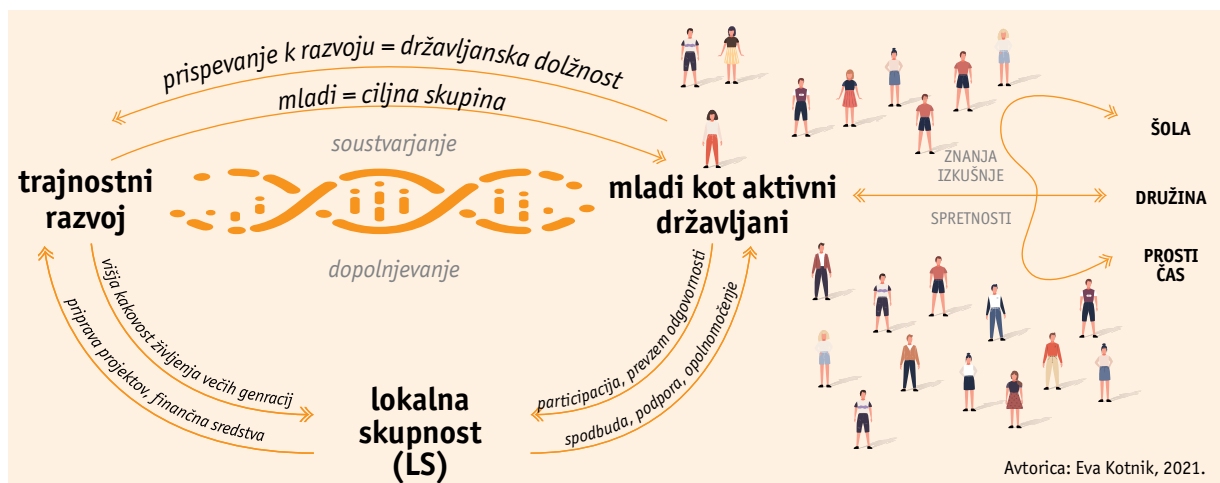 prispevanje k razvoju = državljanska dolžnost
mladi = ciljna skupina
soustvarjanje
trajnostni
razvoj
mladi kot aktivni
državljani
dopolnjevanje
višja kakovost življenja večih genracij
priprava projektov, finančna sredstva
lokalna
skupnost
(LS)
participacija, prevzem odgovornosti
spodbuda, podpora, opolnomočenje
ZNANJA
IZKUŠNJE
SPRETNOSTI
ŠOLA
DRUŽINA
PROSTI
ČAS
Avtorica: Eva Kotnik, 2021.